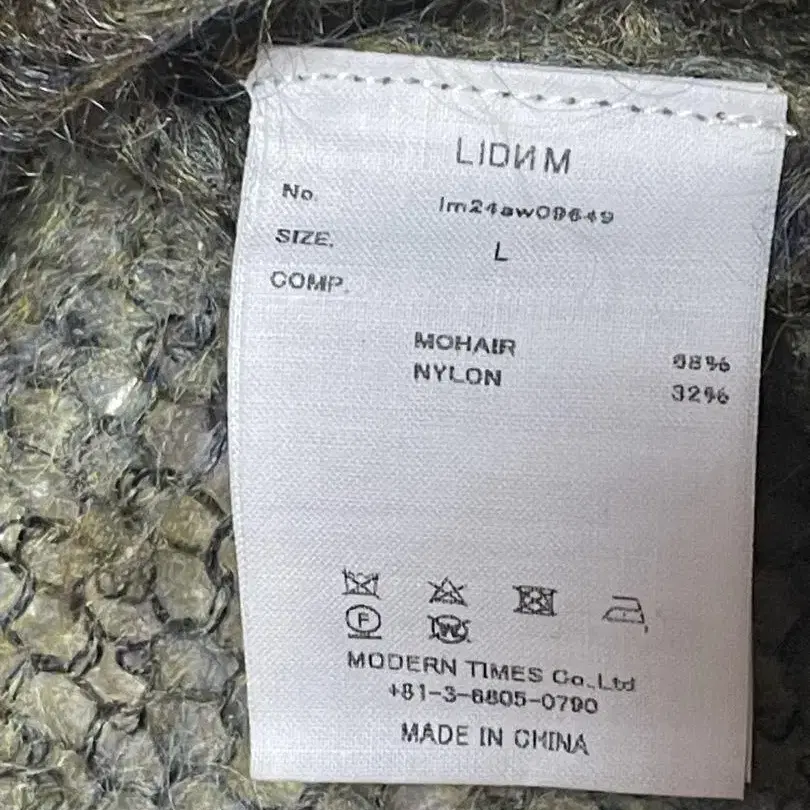 LIDИM
No. lm24aw09649
SIZE. L
COMP.
MOHAIR 68%
NYLON 32%
F
W
MODERN TIMES Co.,Ltd
+81-3-6805-0790
MADE IN CHINA